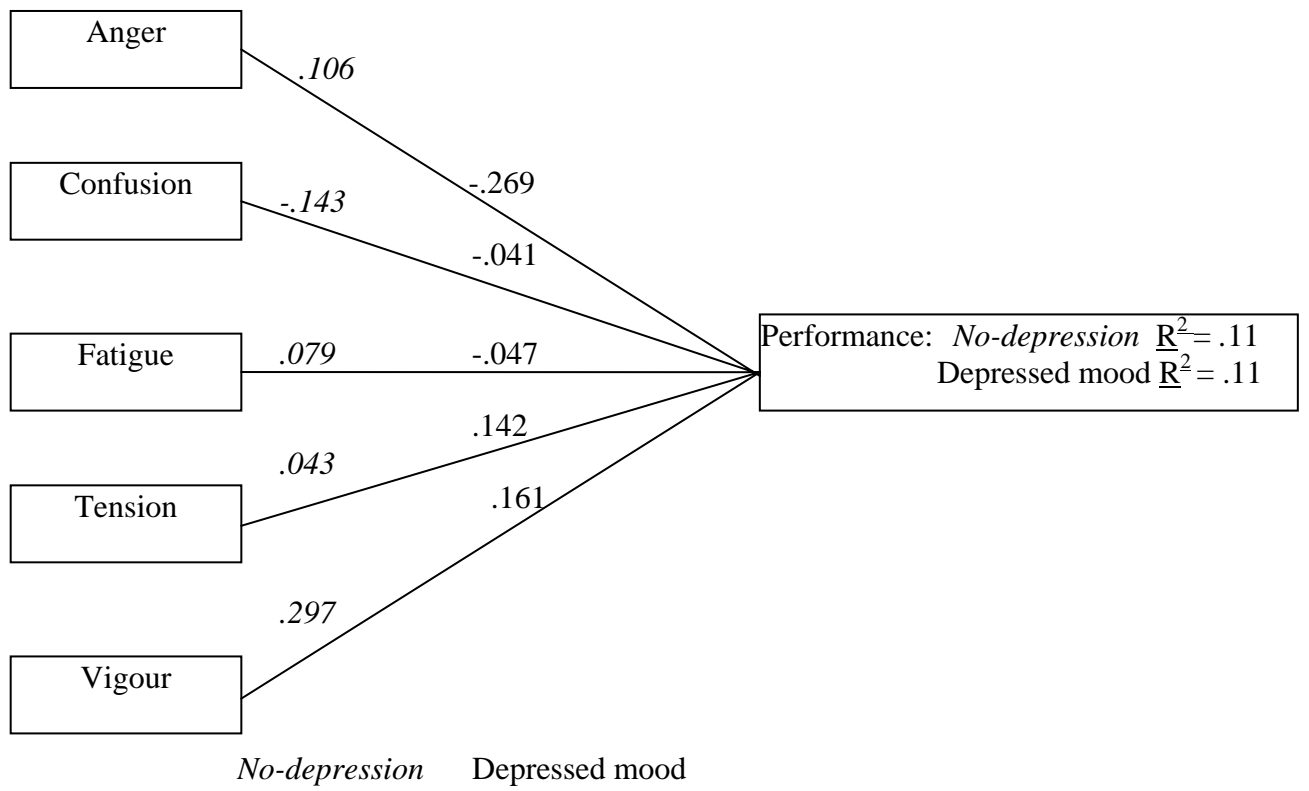 Anger
.106
Confusion
-.143
-.269
-.041
Fatigue
.079
-.047
Performance: No-depression R² = .11
Depressed mood R² = .11
.142
.043
Tension
.161
.297
Vigour
No-depression Depressed mood